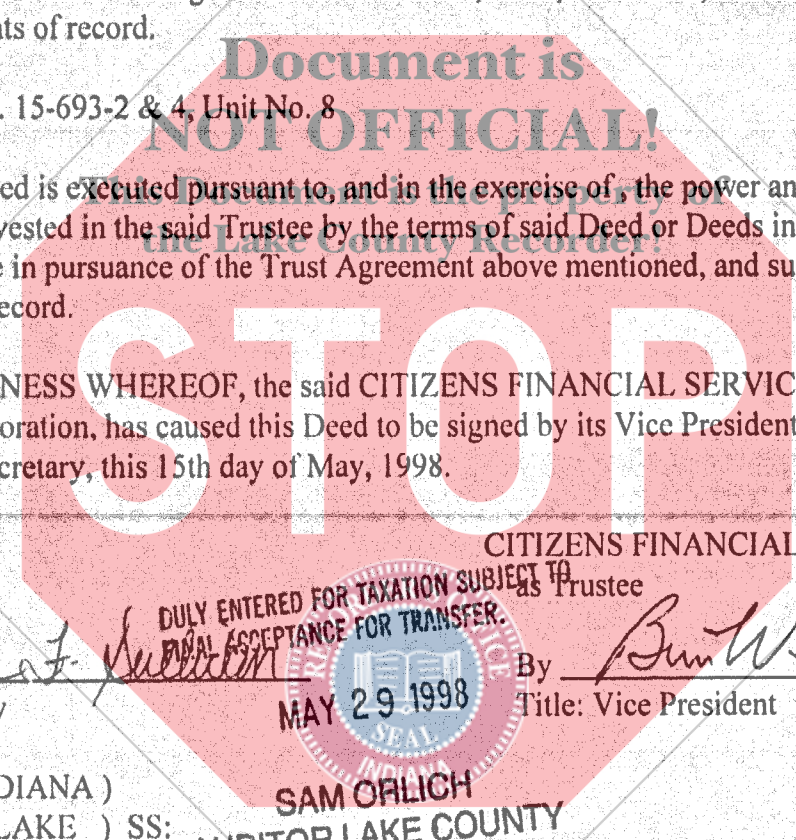 ts of record.
Document is
. 15-693-2 & 4, Unit No. 8
NOT OFFICIAL!
ed is executed pursuant to, and in the exercise of , the power an
This Document is the property of
vested in the said Trustee by the terms of said Deed or Deeds in
the Lake County Recorder!
e in pursuance of the Trust Agreement above mentioned, and su
ecord.
STOP
NESS WHEREOF, the said CITIZENS FINANCIAL SERVIC
oration, has caused this Deed to be signed by its Vice President
cretary, this 15th day of May, 1998.
CITIZENS FINANCIAL
as Trustee
DULY ENTERED FOR TAXATION SUBJECT TO
FINAL ACCEPTANCE FOR TRANSFER.
By
Title: Vice President
MAY 29 1998
SEAL
INDIANA
DIANA )
SAM ORLICH
LAKE ) SS:
AUDITOR LAKE COUNTY